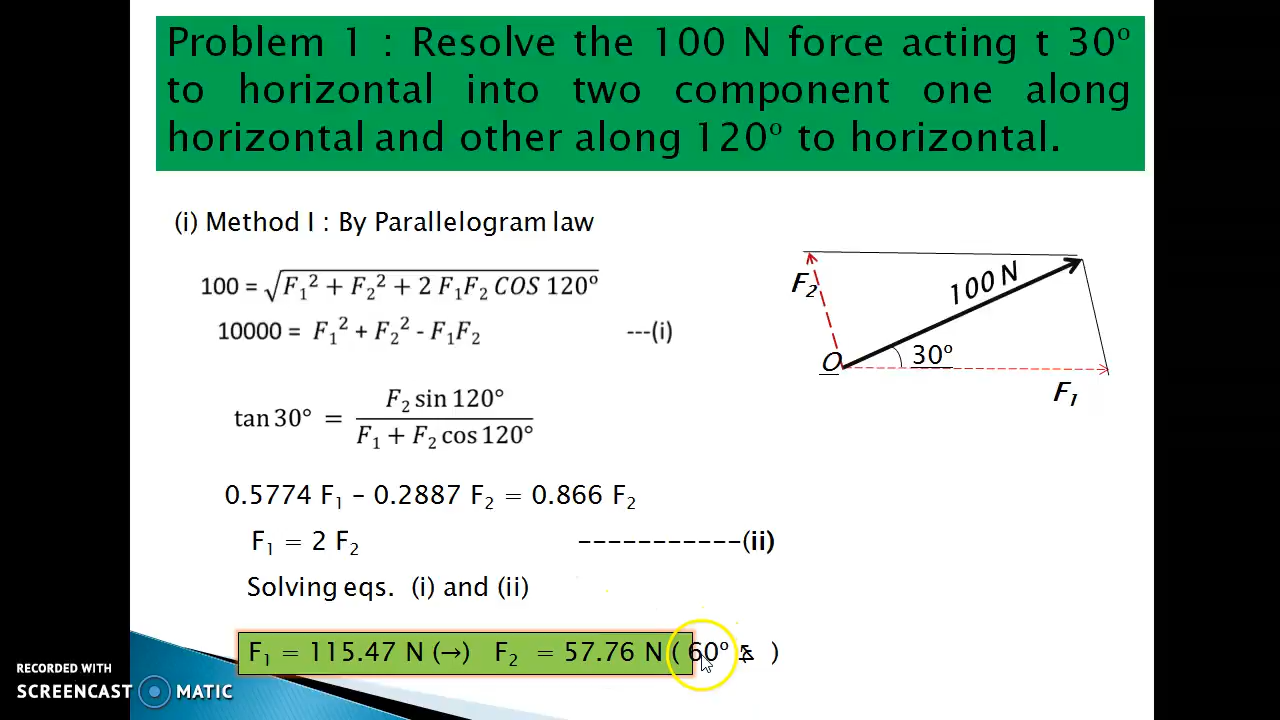 Problem 1 : Resolve the 100 N force acting t 30º
to horizontal into two component one along
horizontal and other along 120º to horizontal.
(i) Method I : By Parallelogram law
100 = √(F₁² + F₂² + 2 F₁F₂ COS 120º)
10000 = F₁² + F₂² - F₁F₂ ---(i)
tan 30° = (F₂ sin 120°)/(F₁ + F₂ cos 120°)
F₂
100 N
O
30º
F₁
0.5774 F₁ – 0.2887 F₂ = 0.866 F₂
F₁ = 2 F₂ -----------(ii)
Solving eqs. (i) and (ii)
F₁ = 115.47 N (→) F₂ = 57.76 N ( 60º )
RECORDED WITH
SCREENCAST MATIC